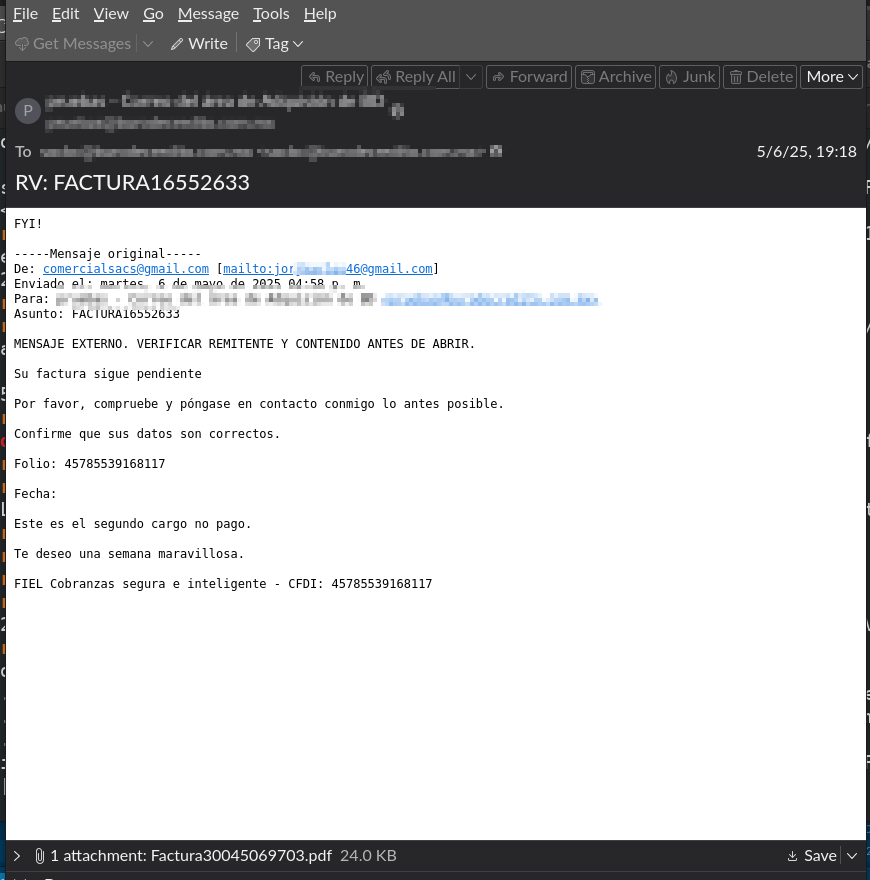 File Edit View Go Message Tools Help
Get Messages Write Tag
Reply Reply All Forward Archive Junk Delete More
P
To 5/6/25, 19:18
RV: FACTURA16552633
FYI!
-----Mensaje original-----
De: comercialsacs@gmail.com [mailto:jor 46@gmail.com]
Enviado el: martes, 6 de mayo de 2025 04:58 p. m.
Para:
Asunto: FACTURA16552633
MENSAJE EXTERNO. VERIFICAR REMITENTE Y CONTENIDO ANTES DE ABRIR.
Su factura sigue pendiente
Por favor, compruebe y póngase en contacto conmigo lo antes posible.
Confirme que sus datos son correctos.
Folio: 45785539168117
Fecha:
Este es el segundo cargo no pago.
Te deseo una semana maravillosa.
FIEL Cobranzas segura e inteligente - CFDI: 45785539168117
1 attachment: Factura30045069703.pdf 24.0 KB Save